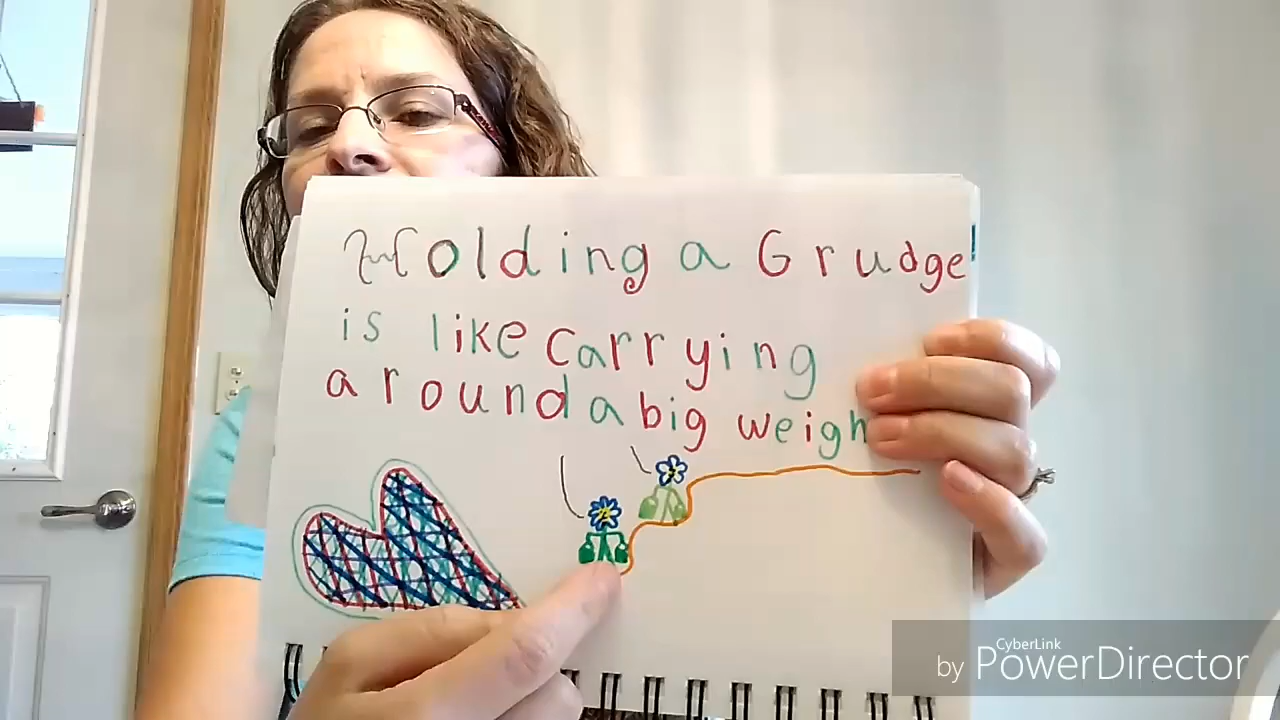 Holding a Grudge
is like carrying
around a big weigh
CyberLink
by PowerDirector